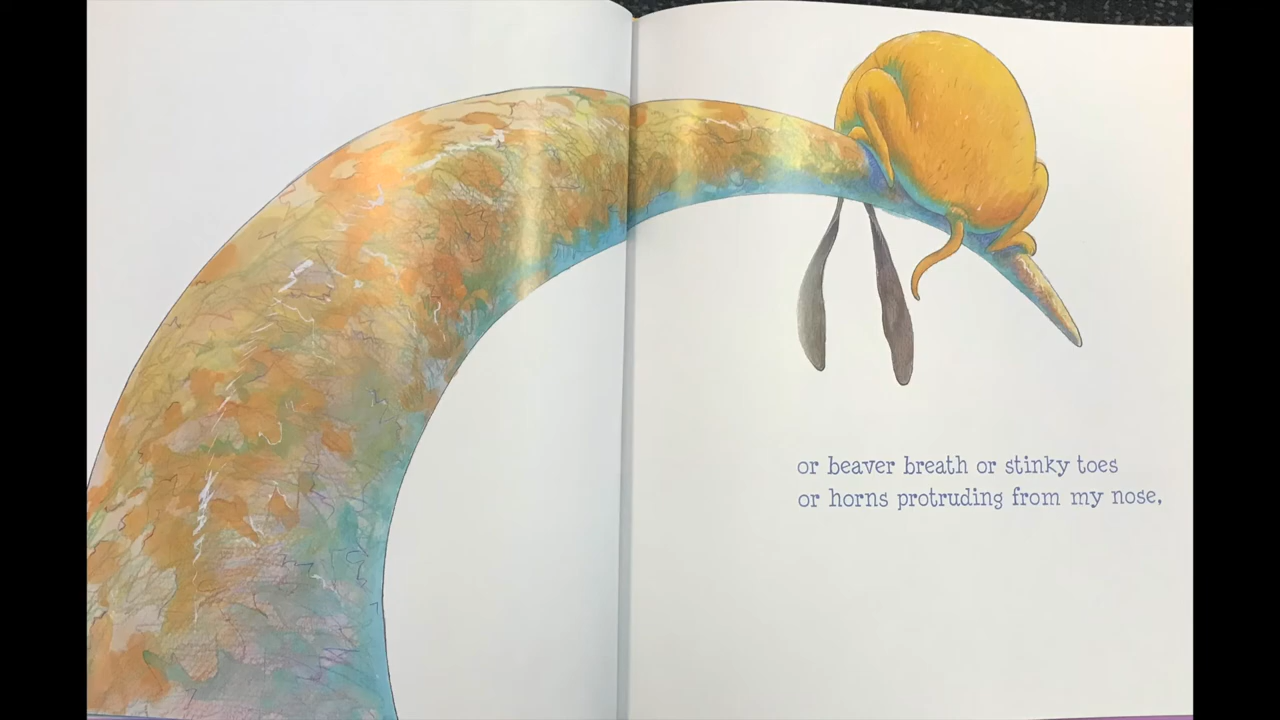 or beaver breath or stinky toes
or horns protruding from my nose,